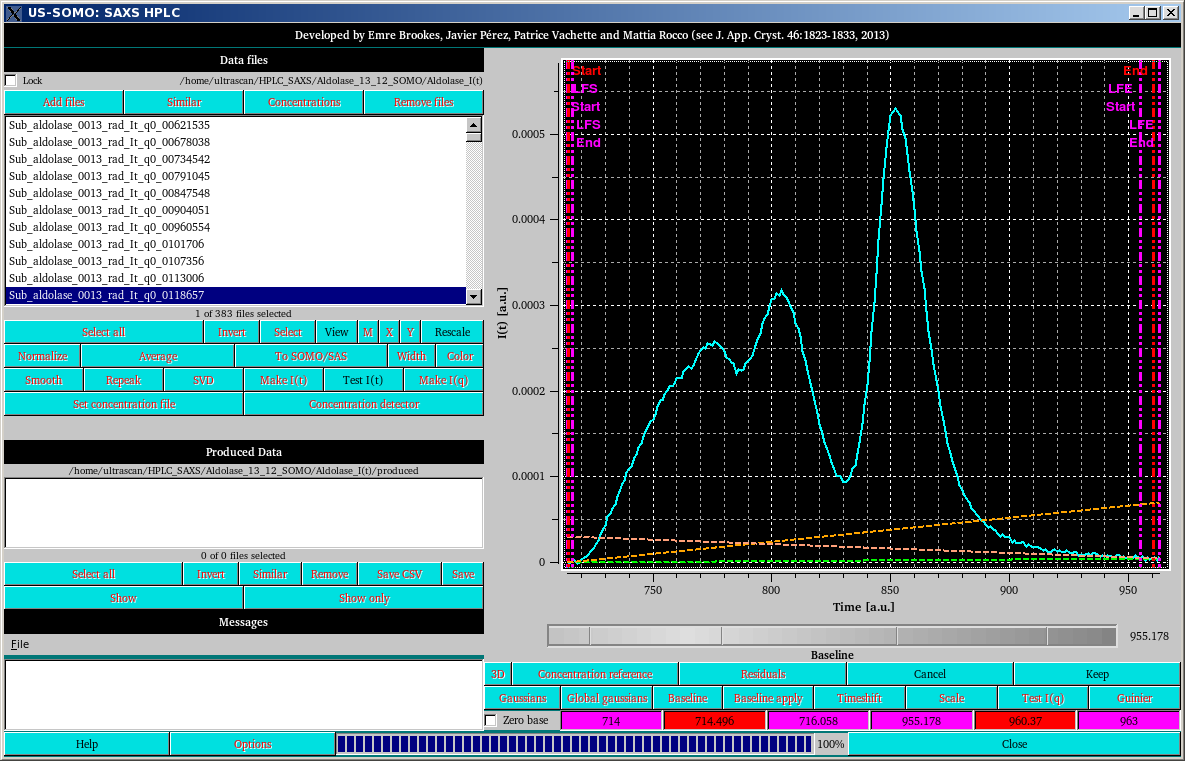 US-SOMO: SAXS HPLC
Developed by Emre Brookes, Javier Pérez, Patrice Vachette and Mattia Rocco (see J. App. Cryst. 46:1823-1833, 2013)
Data files
Lock /home/ultrascan/HPLC_SAXS/Aldolase_13_12_SOMO/Aldolase_I(t)
Add files Similar Concentrations Remove files
Sub_aldolase_0013_rad_It_q0_00621535
Sub_aldolase_0013_rad_It_q0_00678038
Sub_aldolase_0013_rad_It_q0_00734542
Sub_aldolase_0013_rad_It_q0_00791045
Sub_aldolase_0013_rad_It_q0_00847548
Sub_aldolase_0013_rad_It_q0_00904051
Sub_aldolase_0013_rad_It_q0_00960554
Sub_aldolase_0013_rad_It_q0_0101706
Sub_aldolase_0013_rad_It_q0_0107356
Sub_aldolase_0013_rad_It_q0_0113006
Sub_aldolase_0013_rad_It_q0_0118657
1 of 383 files selected
Select all Invert Select View M X Y Rescale
Normalize Average To SOMO/SAS Width Color
Smooth Repeak SVD Make I(t) Test I(t) Make I(q)
Set concentration file Concentration detector
Produced Data
/home/ultrascan/HPLC_SAXS/Aldolase_13_12_SOMO/Aldolase_I(t)/produced
0 of 0 files selected
Select all Invert Similar Remove Save CSV Save
Show Show only
Messages
File
Help Options 100% Close
Start End
LFS LFE
Start Start
LFS LFE
End End
0.0005
0.0004
0.0003
0.0002
0.0001
0
I(t) [a.u.]
750 800 850 900 950
Time [a.u.]
955.178
Baseline
3D Concentration reference Residuals Cancel Keep
Gaussians Global gaussians Baseline Baseline apply Timeshift Scale Test I(q) Guinier
Zero base 714 714.496 716.058 955.178 960.37 963